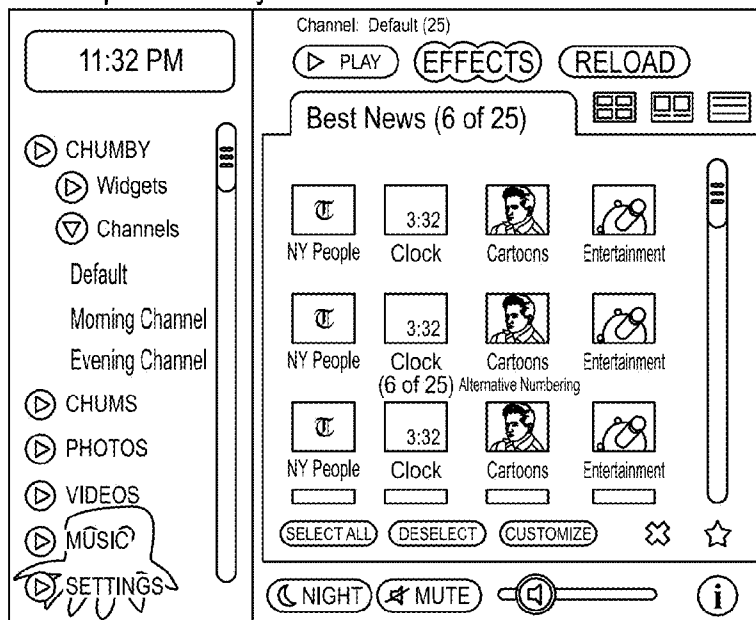 11:32 PM
CHUMBY
Widgets
Channels
Default
Morning Channel
Evening Channel
CHUMS
PHOTOS
VIDEOS
MUSIC
SETTINGS
Channel: Default (25)
PLAY EFFECTS RELOAD
Best News (6 of 25)
T 3:32
NY People Clock Cartoons Entertainment
T 3:32
NY People Clock Cartoons Entertainment
(6 of 25) Alternative Numbering
T 3:32
NY People Clock Cartoons Entertainment
SELECT ALL DESELECT CUSTOMIZE
NIGHT MUTE i